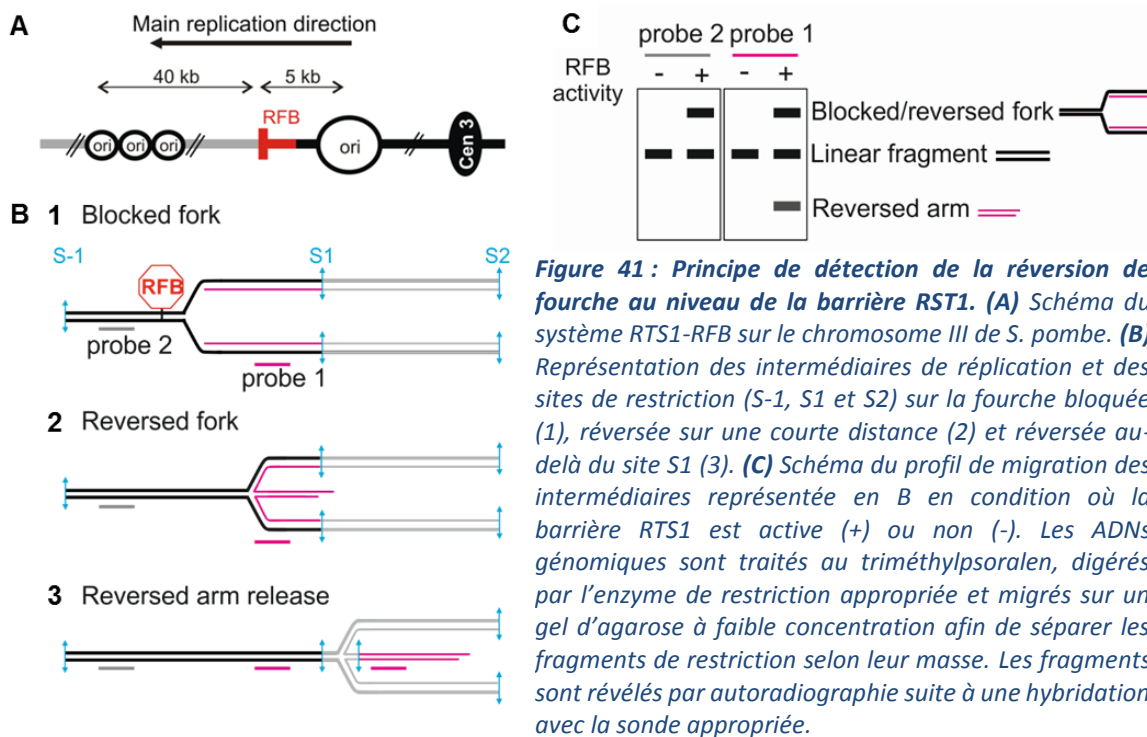 A
Main replication direction
40 kb
5 kb
RFB
ori
ori
ori
ori
Cen 3
B
1 Blocked fork
S-1
S1
S2
RFB
probe 2
probe 1
2 Reversed fork
3 Reversed arm release
C
probe 2 probe 1
RFB activity
- + - +
Blocked/reversed fork
Linear fragment
Reversed arm
Figure 41 : Principe de détection de la réversion de
fourche au niveau de la barrière RST1. (A) Schéma du
système RTS1-RFB sur le chromosome III de S. pombe. (B)
Représentation des intermédiaires de réplication et des
sites de restriction (S-1, S1 et S2) sur la fourche bloquée
(1), réversée sur une courte distance (2) et réversée au-
delà du site S1 (3). (C) Schéma du profil de migration des
intermédiaires représentée en B en condition où la
barrière RTS1 est active (+) ou non (-). Les ADNs
génomiques sont traités au triméthylpsoralen, digérés
par l'enzyme de restriction appropriée et migrés sur un
gel d'agarose à faible concentration afin de séparer les
fragments de restriction selon leur masse. Les fragments
sont révélés par autoradiographie suite à une hybridation
avec la sonde appropriée.